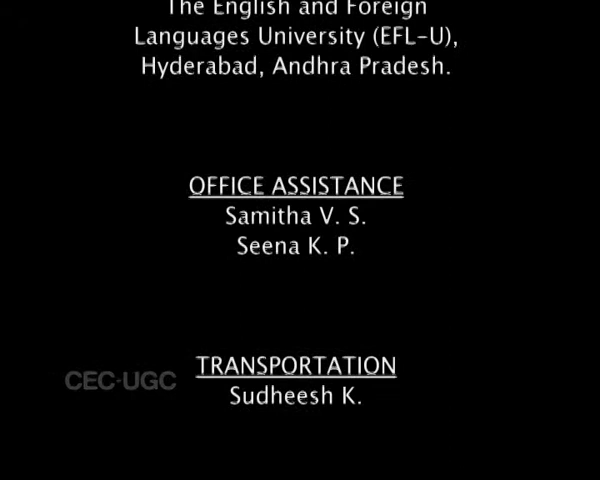 The English and Foreign
Languages University (EFL-U),
Hyderabad, Andhra Pradesh.
OFFICE ASSISTANCE
Samitha V. S.
Seena K. P.
TRANSPORTATION
CEC-UGC
Sudheesh K.